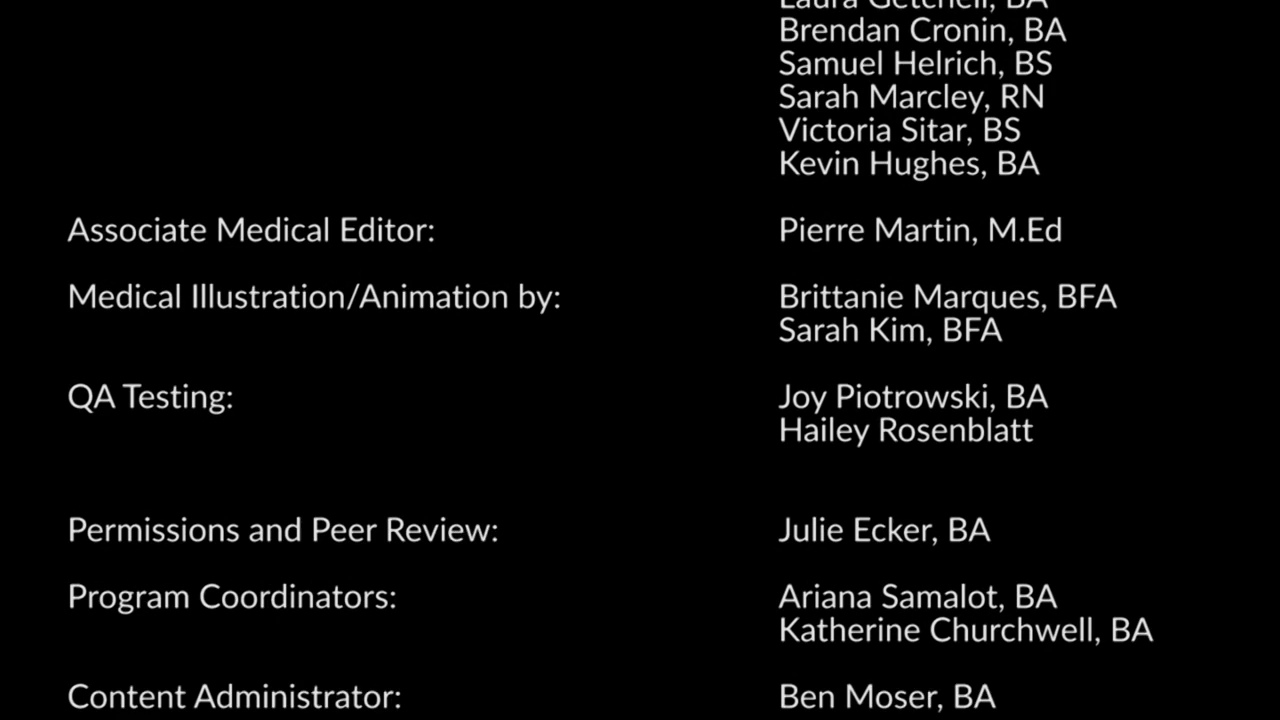 Laura Getchell, BA
Brendan Cronin, BA
Samuel Helrich, BS
Sarah Marcley, RN
Victoria Sitar, BS
Kevin Hughes, BA
Associate Medical Editor: Pierre Martin, M.Ed
Medical Illustration/Animation by: Brittanie Marques, BFA
Sarah Kim, BFA
QA Testing: Joy Piotrowski, BA
Hailey Rosenblatt
Permissions and Peer Review: Julie Ecker, BA
Program Coordinators: Ariana Samalot, BA
Katherine Churchwell, BA
Content Administrator: Ben Moser, BA